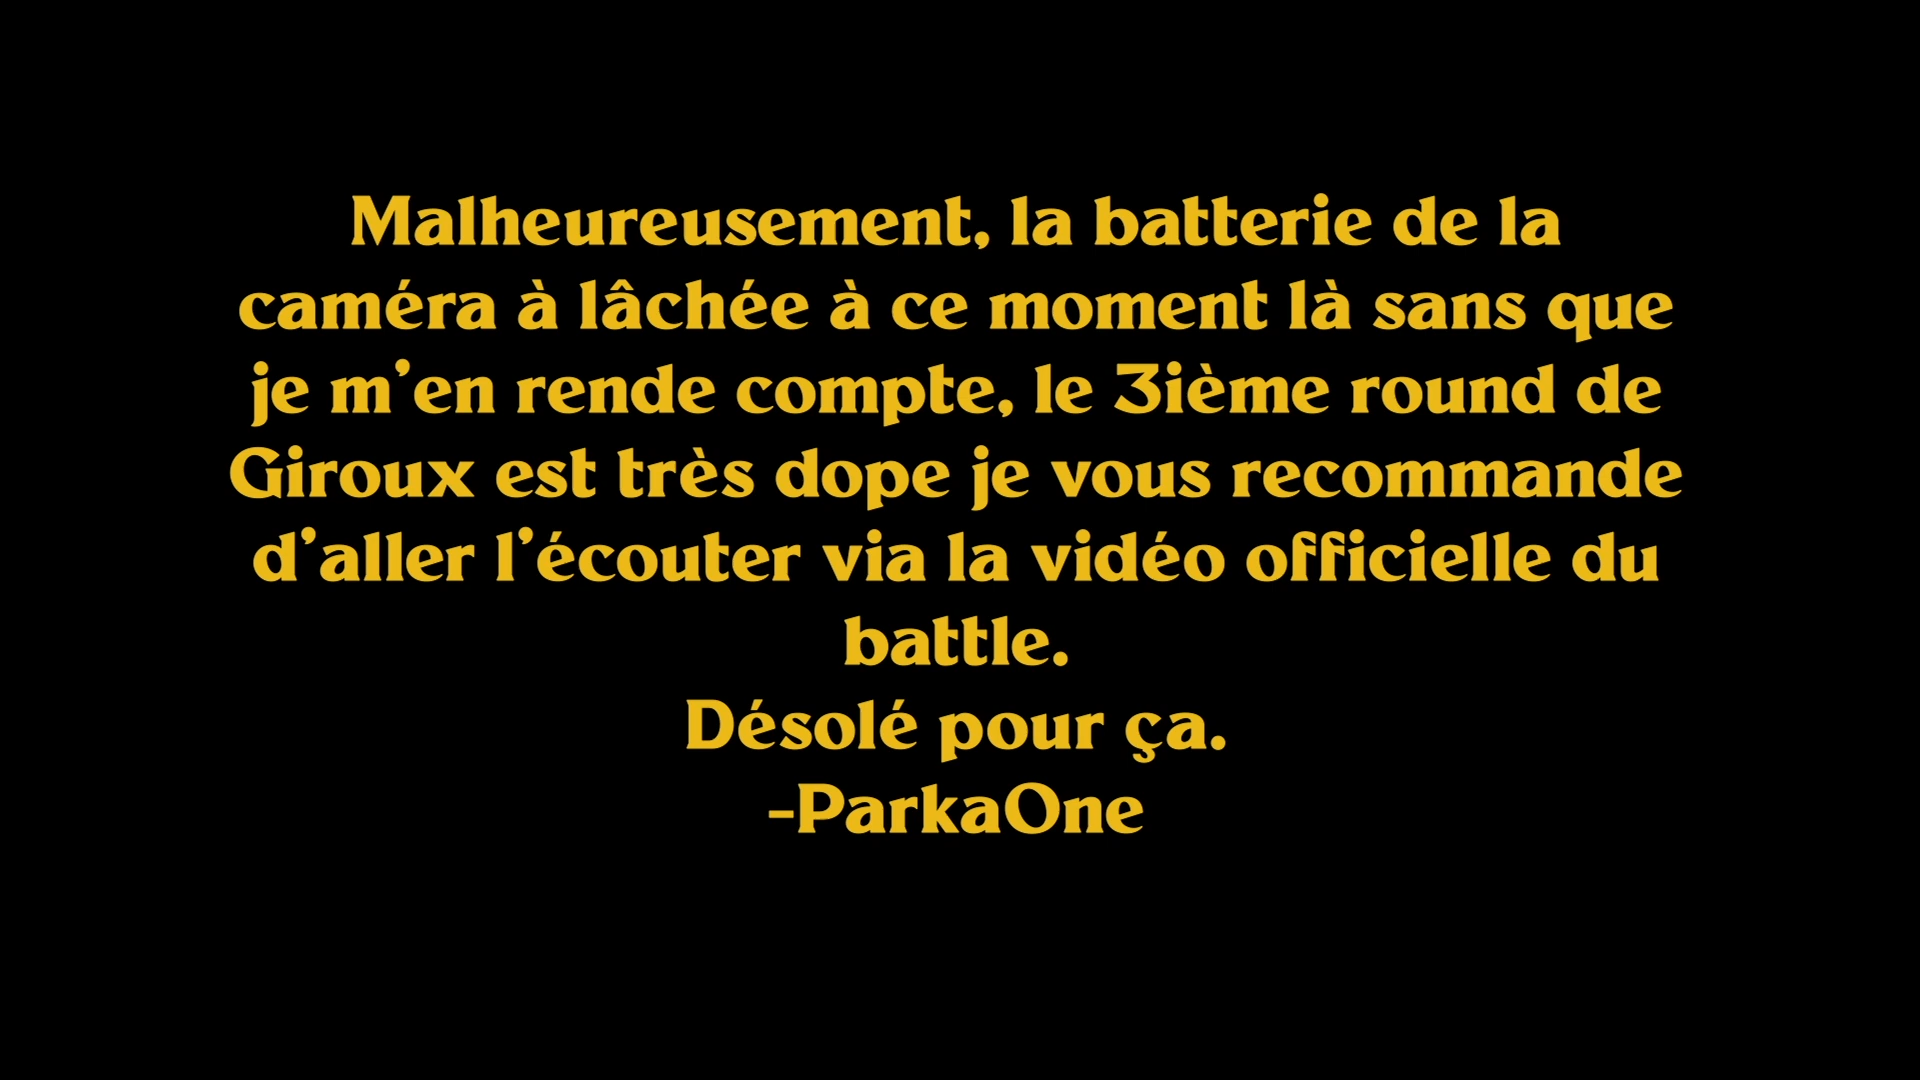 Malheureusement, la batterie de la
caméra à lâchée à ce moment là sans que
je m'en rende compte, le 3ième round de
Giroux est très dope je vous recommande
d'aller l'écouter via la vidéo officielle du
battle.
Désolé pour ça.
-ParkaOne